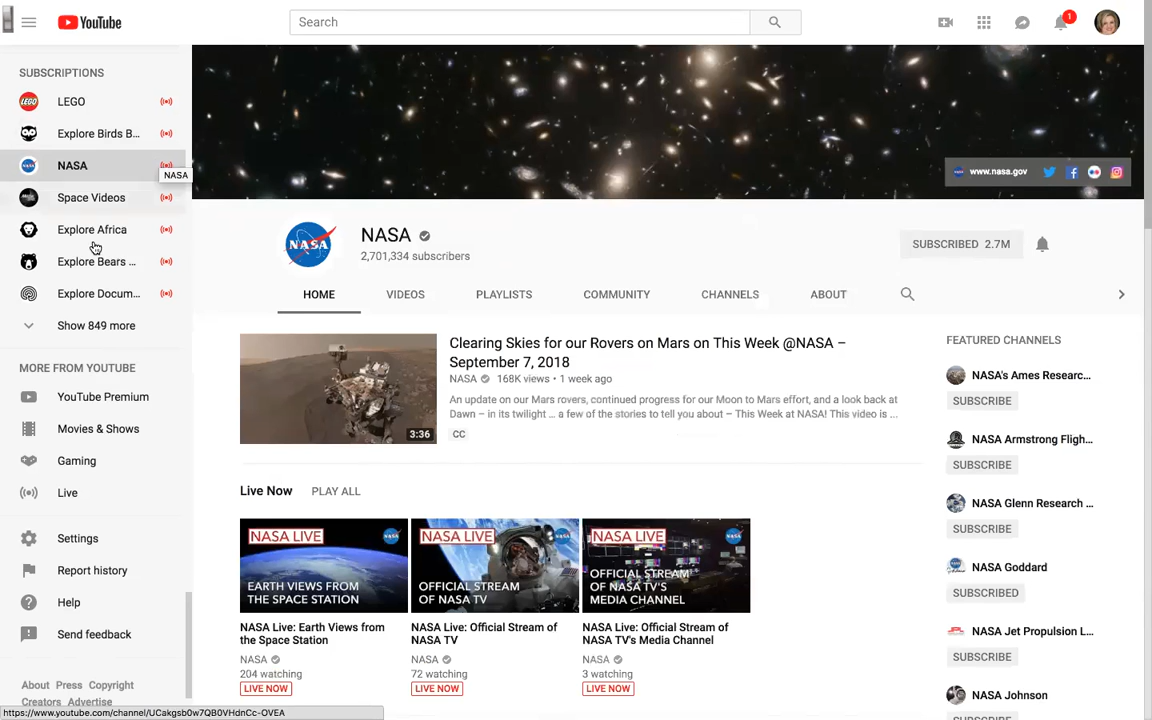 YouTube
Search
1
SUBSCRIPTIONS
LEGO
Explore Birds B...
NASA
NASA
Space Videos
Explore Africa
Explore Bears ...
Explore Docum...
Show 849 more
MORE FROM YOUTUBE
YouTube Premium
Movies & Shows
Gaming
Live
Settings
Report history
Help
Send feedback
About Press Copyright
Creators Advertise
https://www.youtube.com/channel/UCakgsb0w7QB0VHdnCc-OVEA
www.nasa.gov
NASA
NASA
2,701,334 subscribers
SUBSCRIBED 2.7M
HOME
VIDEOS
PLAYLISTS
COMMUNITY
CHANNELS
ABOUT
Clearing Skies for our Rovers on Mars on This Week @NASA –
September 7, 2018
NASA 168K views • 1 week ago
An update on our Mars rovers, continued progress for our Moon to Mars effort, and a look back at
Dawn – in its twilight ... a few of the stories to tell you about – This Week at NASA! This video is ...
CC
3:36
Live Now PLAY ALL
NASA LIVE
EARTH VIEWS FROM
THE SPACE STATION
NASA Live: Earth Views from
the Space Station
NASA
204 watching
LIVE NOW
NASA LIVE
OFFICIAL STREAM
OF NASA TV
NASA Live: Official Stream of
NASA TV
NASA
72 watching
LIVE NOW
NASA LIVE
OFFICIAL STREAM
OF NASA TV'S
MEDIA CHANNEL
NASA Live: Official Stream of
NASA TV's Media Channel
NASA
3 watching
LIVE NOW
FEATURED CHANNELS
NASA's Ames Researc...
SUBSCRIBE
NASA Armstrong Fligh...
SUBSCRIBE
NASA Glenn Research ...
SUBSCRIBE
NASA Goddard
SUBSCRIBED
NASA Jet Propulsion L...
SUBSCRIBE
NASA Johnson
SUBSCRIBE